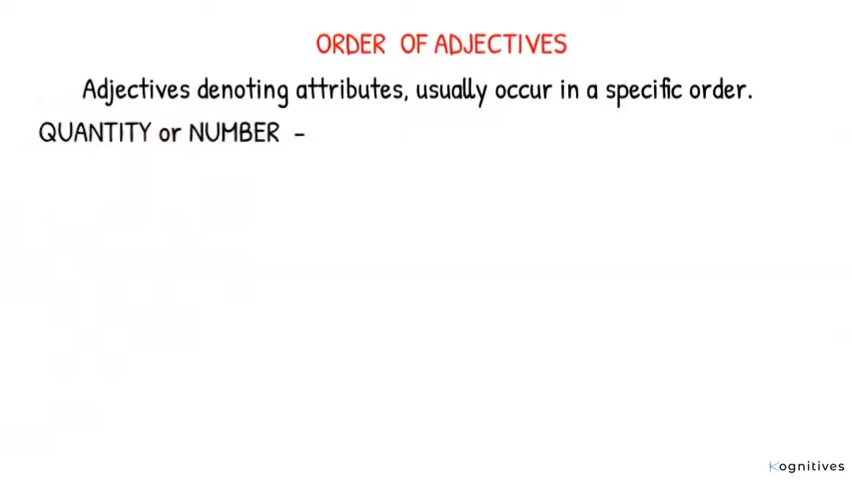 ORDER OF ADJECTIVES
Adjectives denoting attributes, usually occur in a specific order.
QUANTITY or NUMBER -
Kognitives